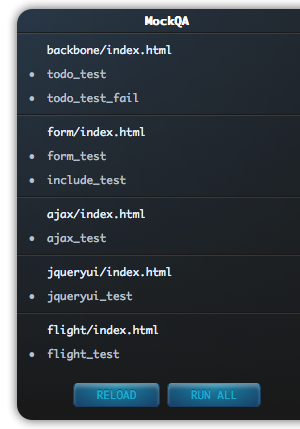 MockQA
backbone/index.html
todo_test
todo_test_fail
form/index.html
form_test
include_test
ajax/index.html
ajax_test
jqueryui/index.html
jqueryui_test
flight/index.html
flight_test
RELOAD RUN ALL